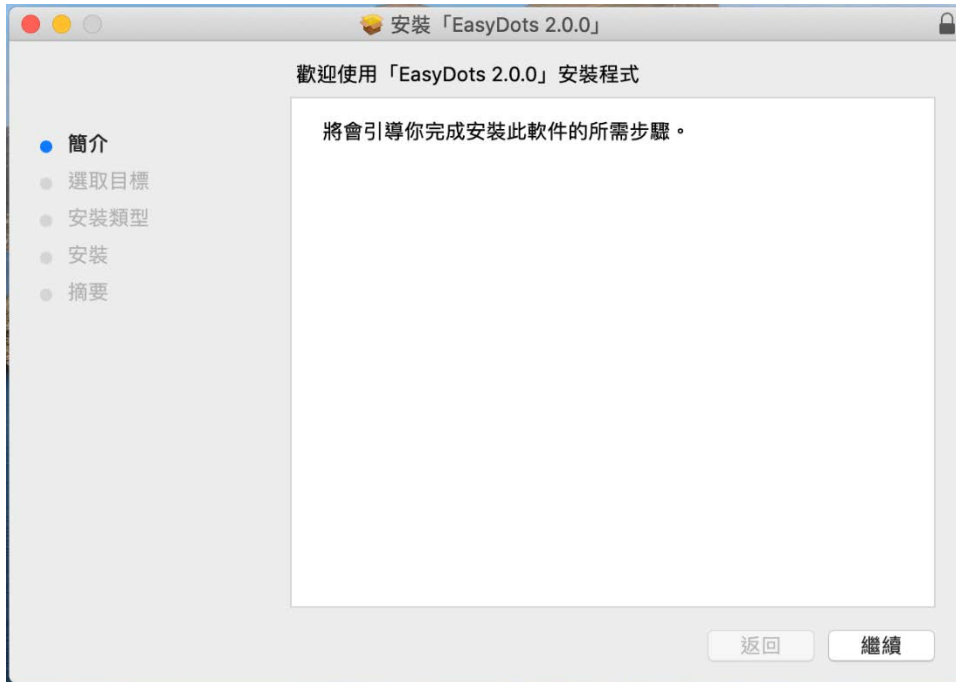 安裝「EasyDots 2.0.0」
歡迎使用「EasyDots 2.0.0」安裝程式
將會引導你完成安裝此軟件的所需步驟。
簡介
選取目標
安裝類型
安裝
摘要
返回
繼續